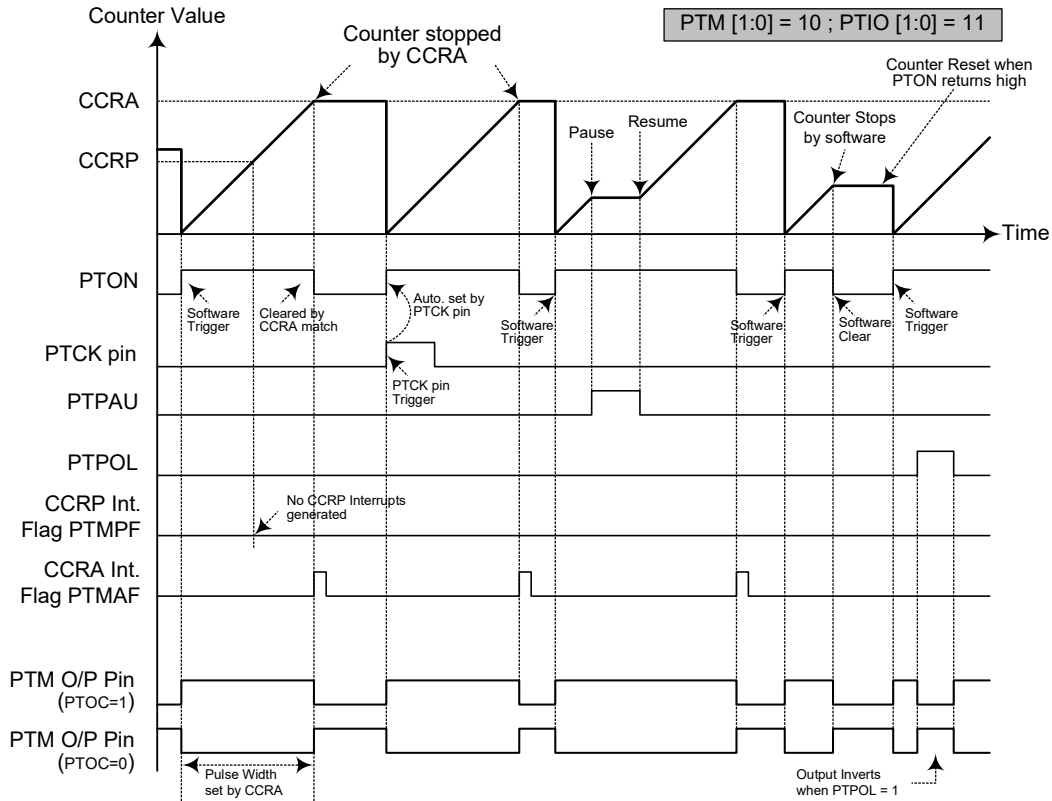 Counter Value
PTM [1:0] = 10 ; PTIO [1:0] = 11
Counter stopped
by CCRA
Counter Reset when
PTON returns high
CCRA
Pause
Resume
Counter Stops
by software
CCRP
Time
PTON
Software
Trigger
Cleared by
CCRA match
Auto. set by
PTCK pin
Software
Trigger
Software
Trigger
Software
Clear
Software
Trigger
PTCK pin
PTCK pin
Trigger
PTPAU
PTPOL
CCRP Int.
Flag PTMPF
No CCRP Interrupts
generated
CCRA Int.
Flag PTMAF
PTM O/P Pin
(PTOC=1)
PTM O/P Pin
(PTOC=0)
Pulse Width
set by CCRA
Output Inverts
when PTPOL = 1